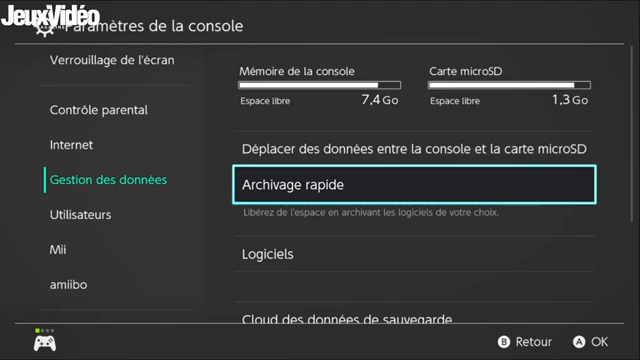 JeuxVidéo
MAGAZINE
Paramètres de la console
Verrouillage de l'écran
Contrôle parental
Internet
Gestion des données
Utilisateurs
Mii
amiibo
Mémoire de la console
Espace libre 7,4 Go
Carte microSD
Espace libre 1,3 Go
Déplacer des données entre la console et la carte microSD
Archivage rapide
Libérez de l'espace en archivant les logiciels de votre choix.
Logiciels
Cloud des données de sauvegarde
B Retour
A OK